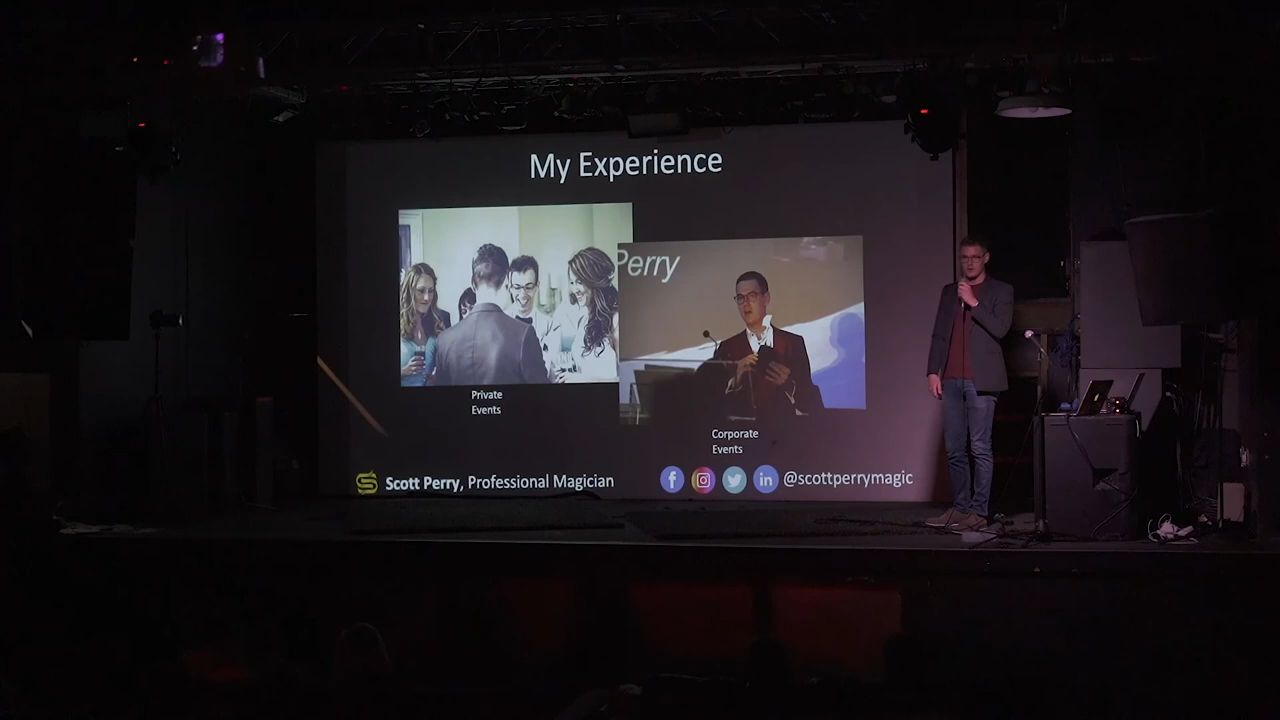 My Experience
Perry
Private
Events
Corporate
Events
Scott Perry, Professional Magician
@scottperrymagic